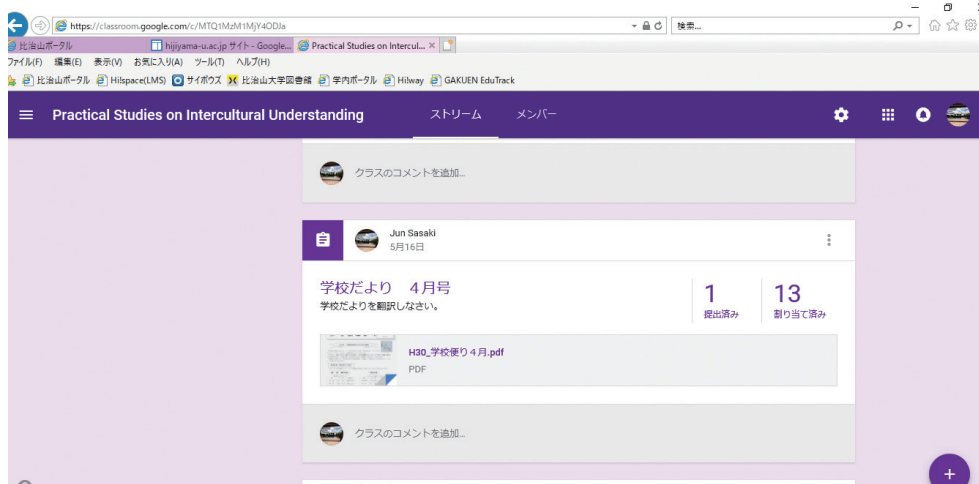 https://classroom.google.com/c/MTQ1MzM1MjY4ODJa
検索...
比治山ポータル
hijiyama-u.ac.jp サイト - Google...
Practical Studies on Intercul...
ファイル(F) 編集(E) 表示(V) お気に入り(A) ツール(T) ヘルプ(H)
比治山ポータル Hi!space(LMS) サイボウズ 比治山大学図書館 学内ポータル Hi!way GAKUEN EduTrack
Practical Studies on Intercultural Understanding ストリーム メンバー
クラスのコメントを追加...
Jun Sasaki
5月16日
学校だより 4月号
学校だよりを翻訳しなさい。
1
提出済み
13
割り当て済み
H30_学校便り４月.pdf
PDF
クラスのコメントを追加...